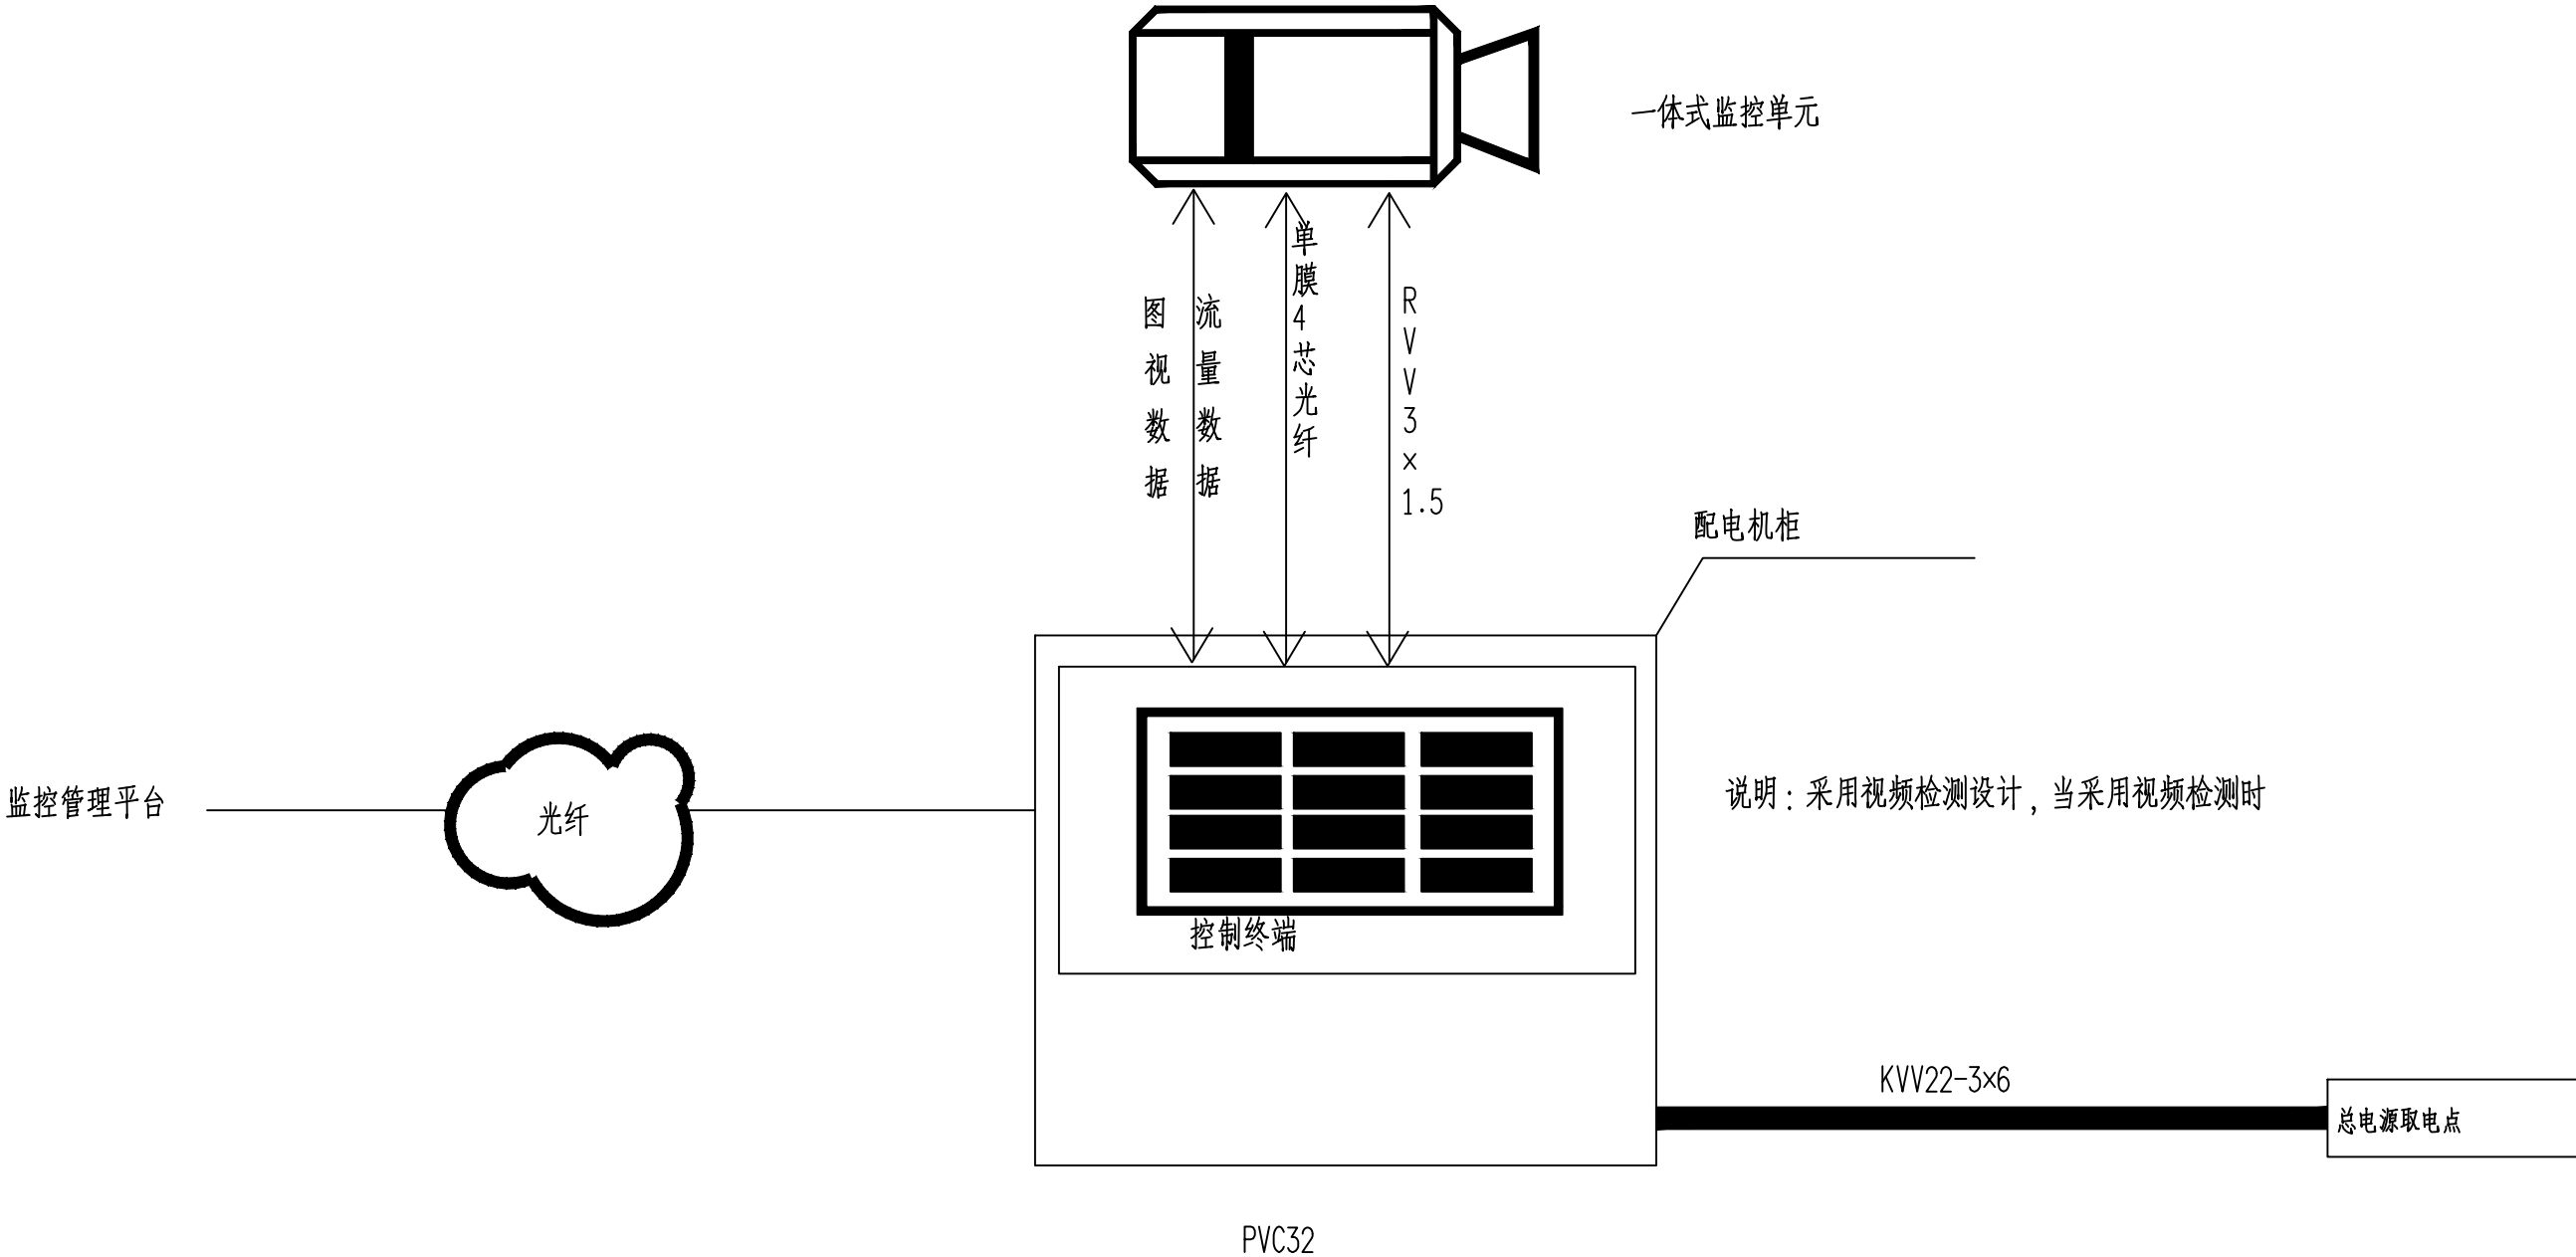 一体式监控单元
图视数据
流量数据
单膜4芯光纤
RVV3×1.5
配电机柜
监控管理平台
光纤
说明：采用视频检测设计，当采用视频检测时
控制终端
KVV22-3×6
总电源取电点
PVC32